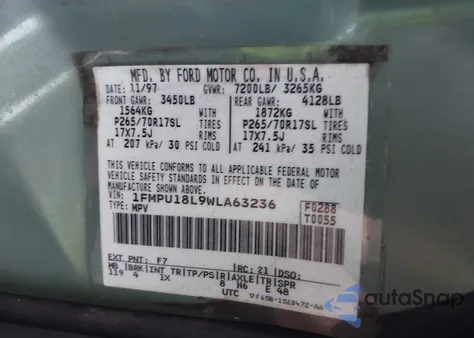 MFD. BY FORD MOTOR CO. IN U.S.A.
DATE: 11/97 GVWR: 7200LB/ 3265KG
FRONT GAWR: 3450LB REAR GAWR: 4128LB
1564KG 1872KG
P265/70R17SL TIRES P265/70R17SL TIRES
17X7.5J RIMS 17X7.5J RIMS
AT 207 kPa/ 30 PSI COLD AT 241 kPa/ 35 PSI COLD
THIS VEHICLE CONFORMS TO ALL APPLICABLE FEDERAL MOTOR
VEHICLE SAFETY AND BUMPER STANDARDS IN EFFECT ON THE DATE
OF MANUFACTURE SHOWN ABOVE.
VIN: 1FMPU18L9WLA63236 F0288
TYPE: MPV T0055
EXT PNT: F7 RC: 21 DSO:
WB BRK INT TR TP/PS R AXLE TR SPR
119 4 1X 8 H6 E 48
UTC
autoSnap